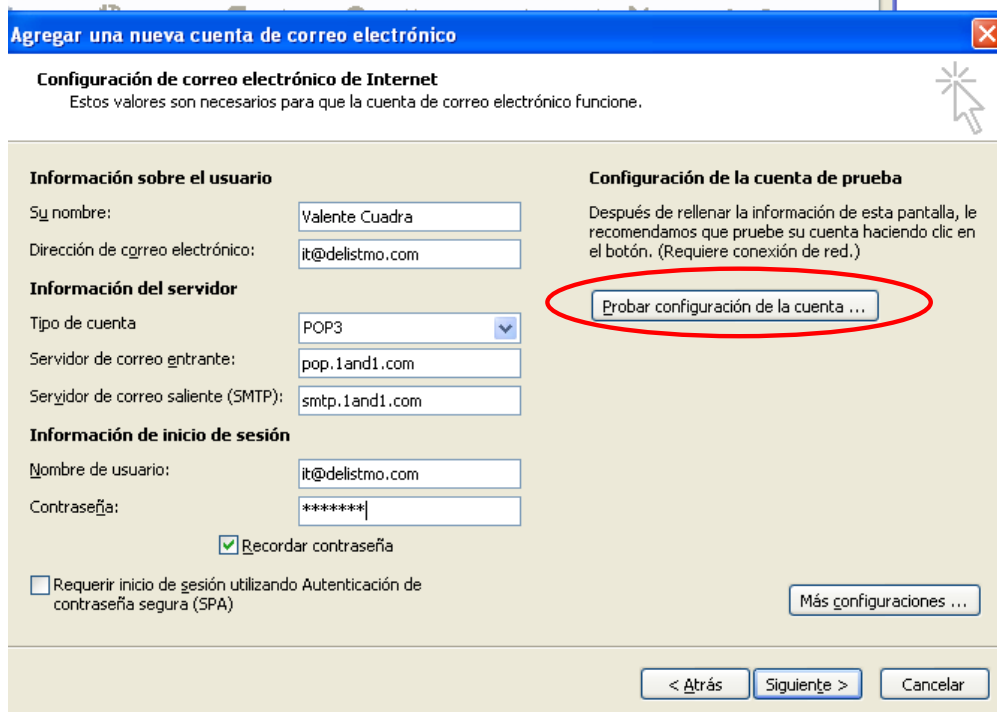 Agregar una nueva cuenta de correo electrónico
Configuración de correo electrónico de Internet
Estos valores son necesarios para que la cuenta de correo electrónico funcione.
Información sobre el usuario
Su nombre:
Valente Cuadra
Dirección de correo electrónico:
it@delistmo.com
Información del servidor
Tipo de cuenta
POP3
Servidor de correo entrante:
pop.1and1.com
Servidor de correo saliente (SMTP):
smtp.1and1.com
Información de inicio de sesión
Nombre de usuario:
it@delistmo.com
Contraseña:
*******
Recordar contraseña
Requerir inicio de sesión utilizando Autenticación de
contraseña segura (SPA)
Configuración de la cuenta de prueba
Después de rellenar la información de esta pantalla, le
recomendamos que pruebe su cuenta haciendo clic en
el botón. (Requiere conexión de red.)
Probar configuración de la cuenta ...
Más configuraciones ...
< Atrás
Siguiente >
Cancelar